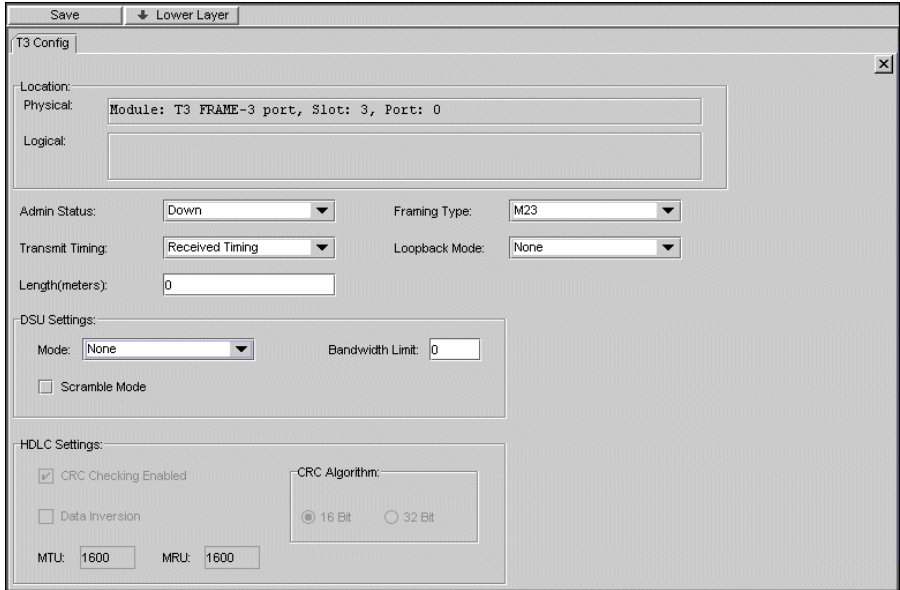 Save Lower Layer
T3 Config
Location:
Physical: Module: T3 FRAME-3 port, Slot: 3, Port: 0
Logical:
Admin Status: Down Framing Type: M23
Transmit Timing: Received Timing Loopback Mode: None
Length(meters): 0
DSU Settings:
Mode: None Bandwidth Limit: 0
Scramble Mode
HDLC Settings:
CRC Checking Enabled CRC Algorithm:
Data Inversion 16 Bit 32 Bit
MTU: 1600 MRU: 1600